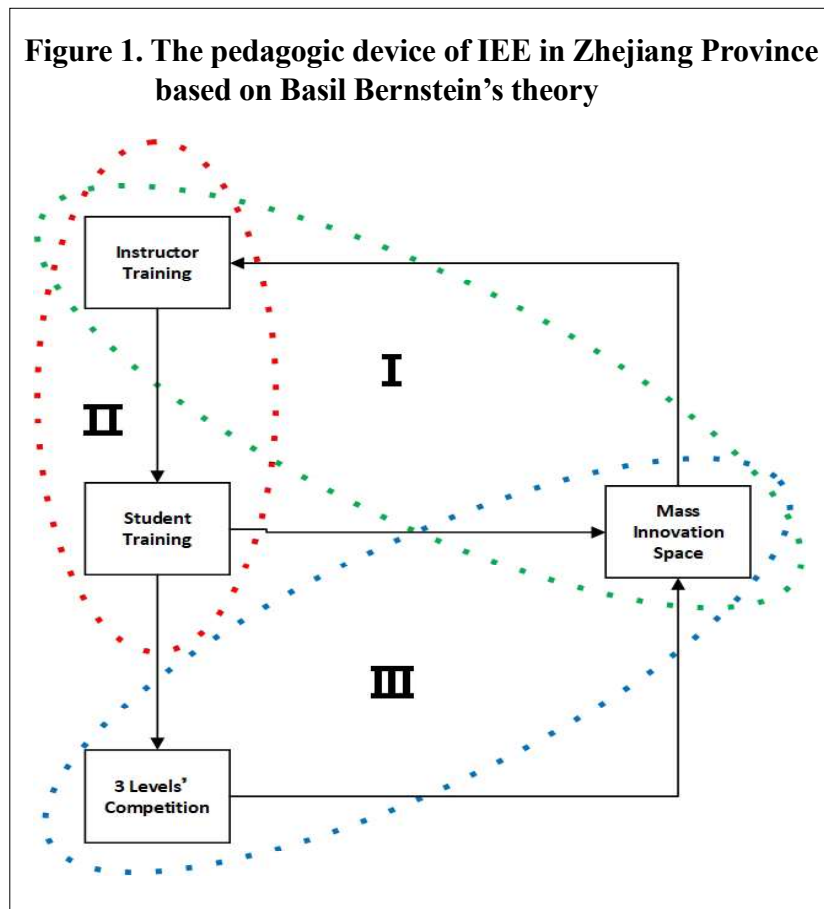 Figure 1. The pedagogic device of IEE in Zhejiang Province
based on Basil Bernstein’s theory
Instructor
Training
I
II
Student
Training
Mass
Innovation
Space
III
3 Levels’
Competition